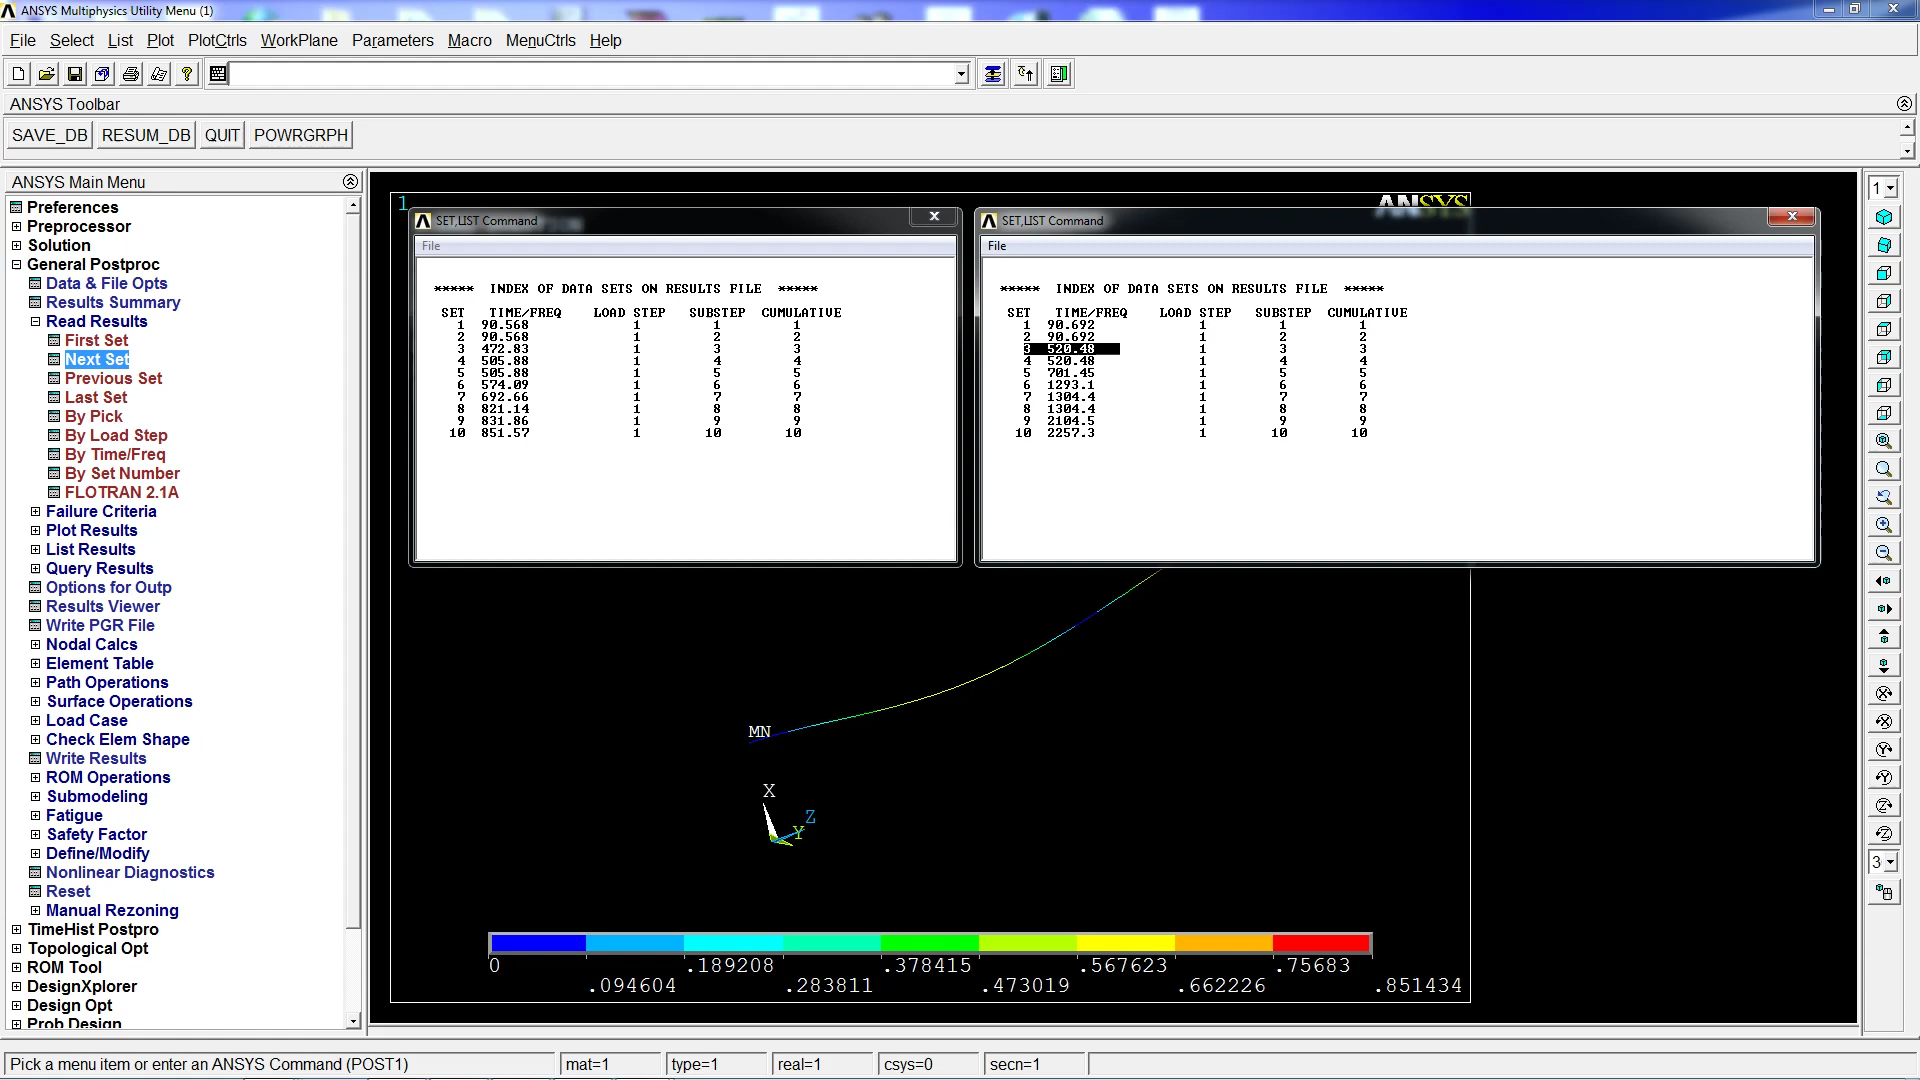 ANSYS Multiphysics Utility Menu (1)
File Select List Plot PlotCtrls WorkPlane Parameters Macro MenuCtrls Help
ANSYS Toolbar
SAVE_DB RESUM_DB QUIT POWRGRPH
ANSYS Main Menu
Preferences
Preprocessor
Solution
General Postproc
Data & File Opts
Results Summary
Read Results
First Set
Next Set
Previous Set
Last Set
By Pick
By Load Step
By Time/Freq
By Set Number
FLOTRAN 2.1A
Failure Criteria
Plot Results
List Results
Query Results
Options for Outp
Results Viewer
Write PGR File
Nodal Calcs
Element Table
Path Operations
Surface Operations
Load Case
Check Elem Shape
Write Results
ROM Operations
Submodeling
Fatigue
Safety Factor
Define/Modify
Nonlinear Diagnostics
Reset
Manual Rezoning
TimeHist Postpro
Topological Opt
ROM Tool
DesignXplorer
Design Opt
Prob Design
1
ANSYS
SET,LIST Command
File
***** INDEX OF DATA SETS ON RESULTS FILE *****
SET TIME/FREQ LOAD STEP SUBSTEP CUMULATIVE
1 90.568 1 1 1
2 90.568 1 2 2
3 472.83 1 3 3
4 505.88 1 4 4
5 505.88 1 5 5
6 574.09 1 6 6
7 692.66 1 7 7
8 821.14 1 8 8
9 831.86 1 9 9
10 851.57 1 10 10
SET,LIST Command
File
***** INDEX OF DATA SETS ON RESULTS FILE *****
SET TIME/FREQ LOAD STEP SUBSTEP CUMULATIVE
1 90.692 1 1 1
2 90.692 1 2 2
3 520.48 1 3 3
4 520.48 1 4 4
5 701.45 1 5 5
6 1293.1 1 6 6
7 1304.4 1 7 7
8 1304.4 1 8 8
9 2104.5 1 9 9
10 2257.3 1 10 10
MN
X
Z
Y
0 .189208 .378415 .567623 .75683
.094604 .283811 .473019 .662226 .851434
1
3
Pick a menu item or enter an ANSYS Command (POST1) mat=1 type=1 real=1 csys=0 secn=1